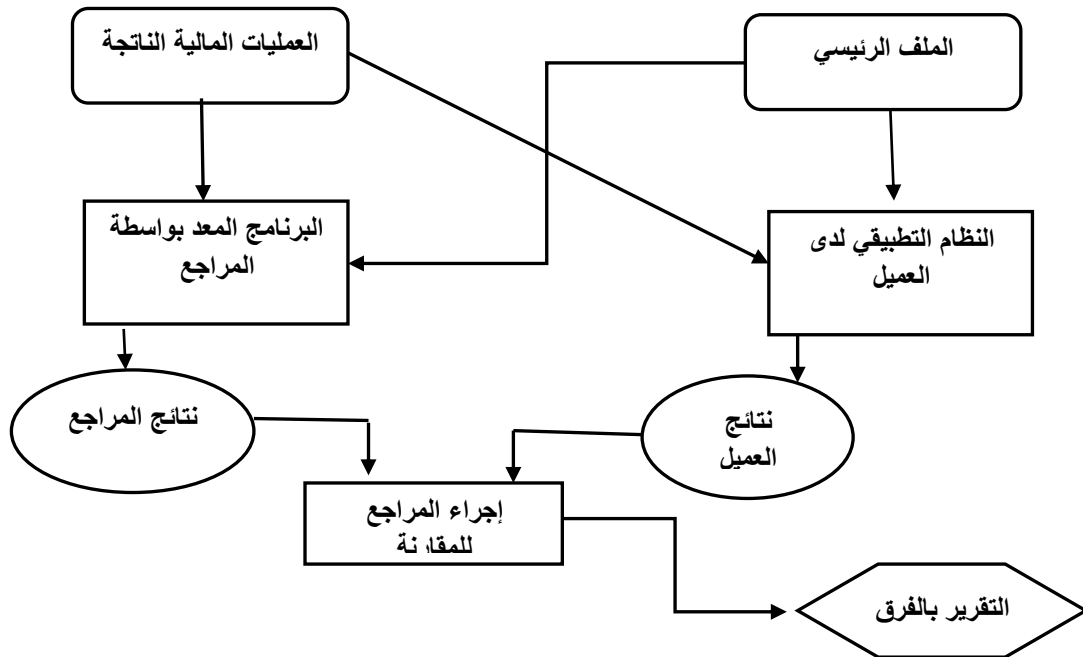 الملف الرئيسي
العمليات المالية الناتجة
النظام التطبيقي لدى
العميل
البرنامج المعد بواسطة
المراجع
نتائج
العميل
نتائج المراجع
إجراء المراجع
للمقارنة
التقرير بالفرق